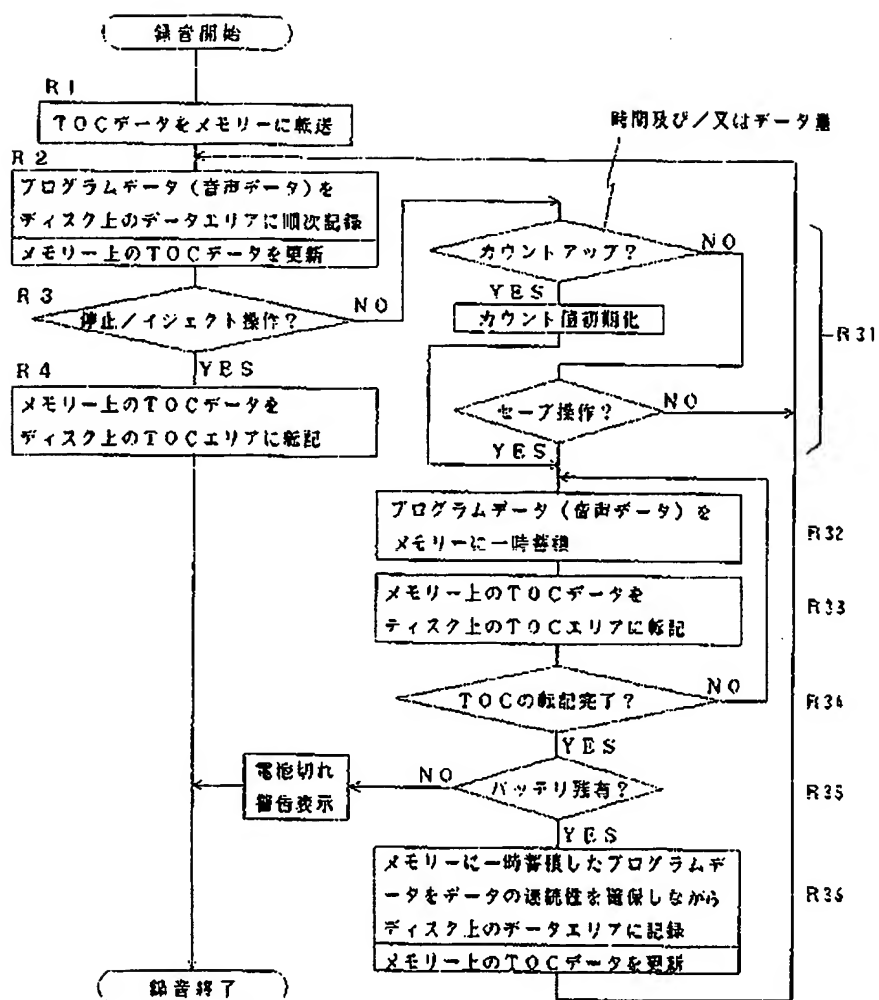 録音開始
R1
TOCデータをメモリーに転送
R2
プログラムデータ(音声データ)を
ディスク上のデータエリアに順次記録
メモリー上のTOCデータを更新
R3
停止/イジェクト操作?
NO
YES
R4
メモリー上のTOCデータを
ディスク上のTOCエリアに転記
時間及び/又はデータ量
カウントアップ?
NO
YES
カウント値初期化
R31
セーブ操作?
NO
YES
プログラムデータ(音声データ)を
メモリーに一時蓄積
R32
メモリー上のTOCデータを
ディスク上のTOCエリアに転記
R33
TOCの転記完了?
NO
R34
YES
バッテリ残有?
R35
NO
電池切れ
警告表示
YES
メモリーに一時蓄積したプログラムデ
ータをデータの連続性を確保しながら
ディスク上のデータエリアに記録
メモリー上のTOCデータを更新
R36
録音終了